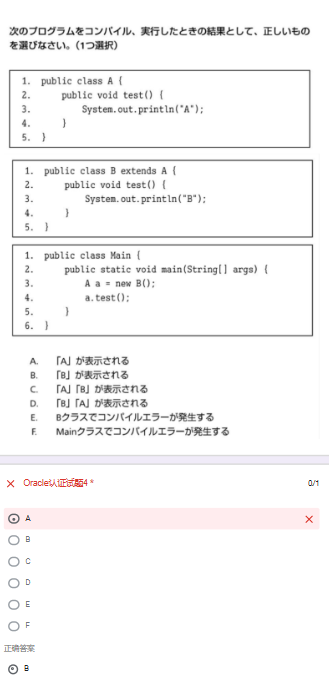 次のプログラムをコンパイル、実行したときの結果として、正しいもの
を選びなさい。(1つ選択)
1. public class A {
2. public void test() {
3. System.out.println("A");
4. }
5. }
1. public class B extends A {
2. public void test() {
3. System.out.println("B");
4. }
5. }
1. public class Main {
2. public static void main(String[] args) {
3. A a = new B();
4. a.test();
5. }
6. }
A. 「A」が表示される
B. 「B」が表示される
C. 「A」「B」が表示される
D. 「B」「A」が表示される
E. Bクラスでコンパイルエラーが発生する
F. Mainクラスでコンパイルエラーが発生する
× Oracle认证试题4 * 0/1
A ×
B
C
D
E
F
正确答案
B